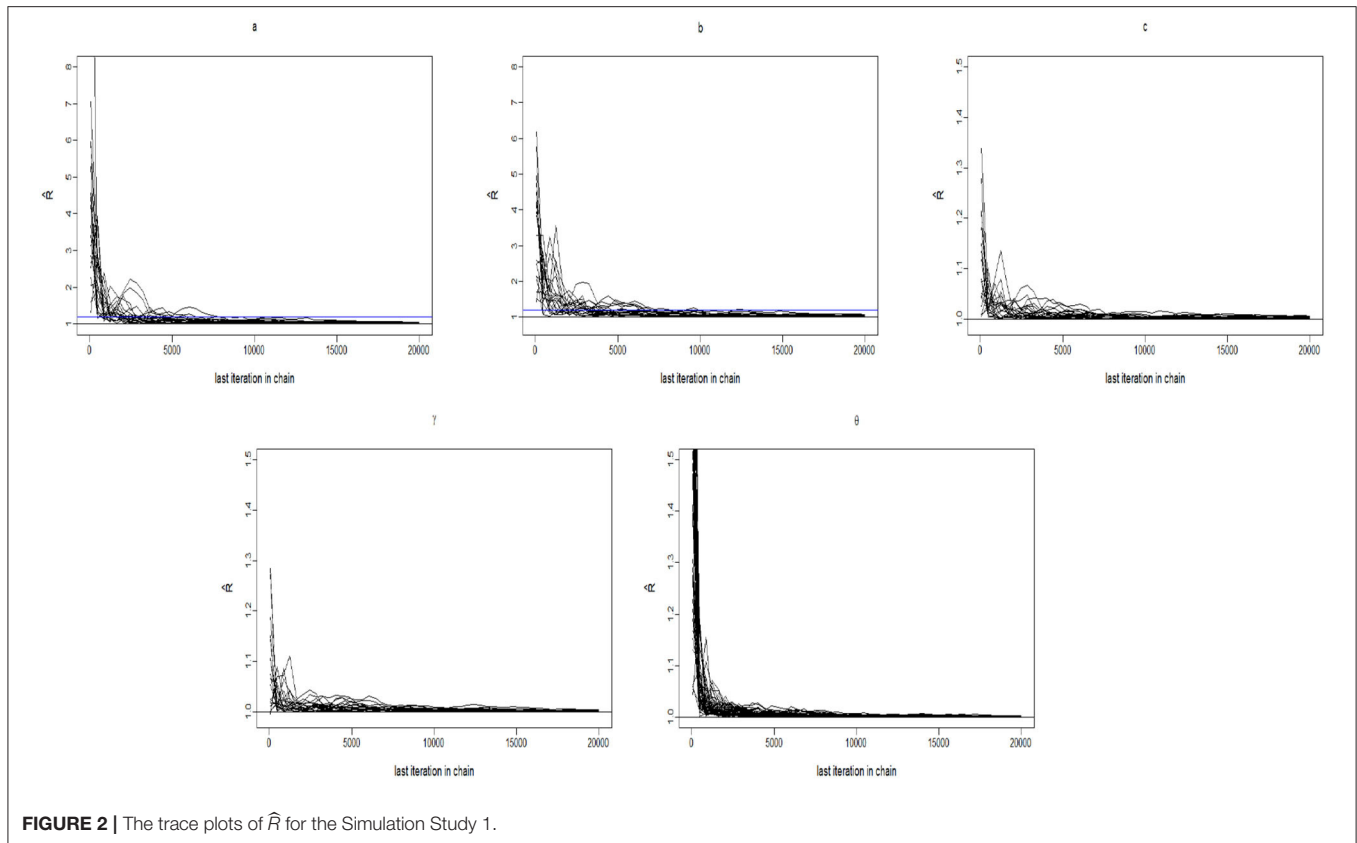 a
8
7
6
5
4
3
2
1
R̂
0 5000 10000 15000 20000
last iteration in chain
b
8
7
6
5
4
3
2
1
R̂
0 5000 10000 15000 20000
last iteration in chain
c
1.5
1.4
1.3
1.2
1.1
1.0
R̂
0 5000 10000 15000 20000
last iteration in chain
γ
1.5
1.4
1.3
1.2
1.1
1.0
R̂
0 5000 10000 15000 20000
last iteration in chain
θ
1.5
1.4
1.3
1.2
1.1
1.0
R̂
0 5000 10000 15000 20000
last iteration in chain
FIGURE 2 | The trace plots of R̂ for the Simulation Study 1.